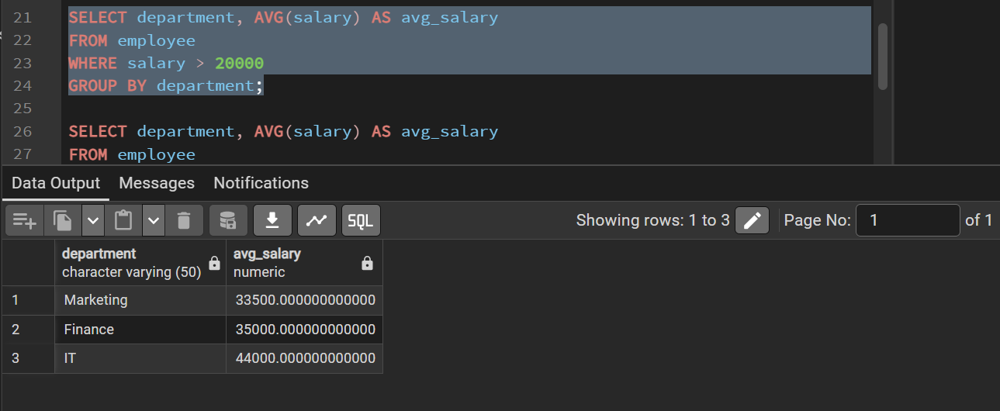 21 SELECT department, AVG(salary) AS avg_salary
22 FROM employee
23 WHERE salary > 20000
24 GROUP BY department;
25
26 SELECT department, AVG(salary) AS avg_salary
27 FROM employee
Data Output Messages Notifications
SQL Showing rows: 1 to 3 Page No: 1 of 1
department avg_salary
character varying (50) numeric
1 Marketing 33500.000000000000
2 Finance 35000.000000000000
3 IT 44000.000000000000